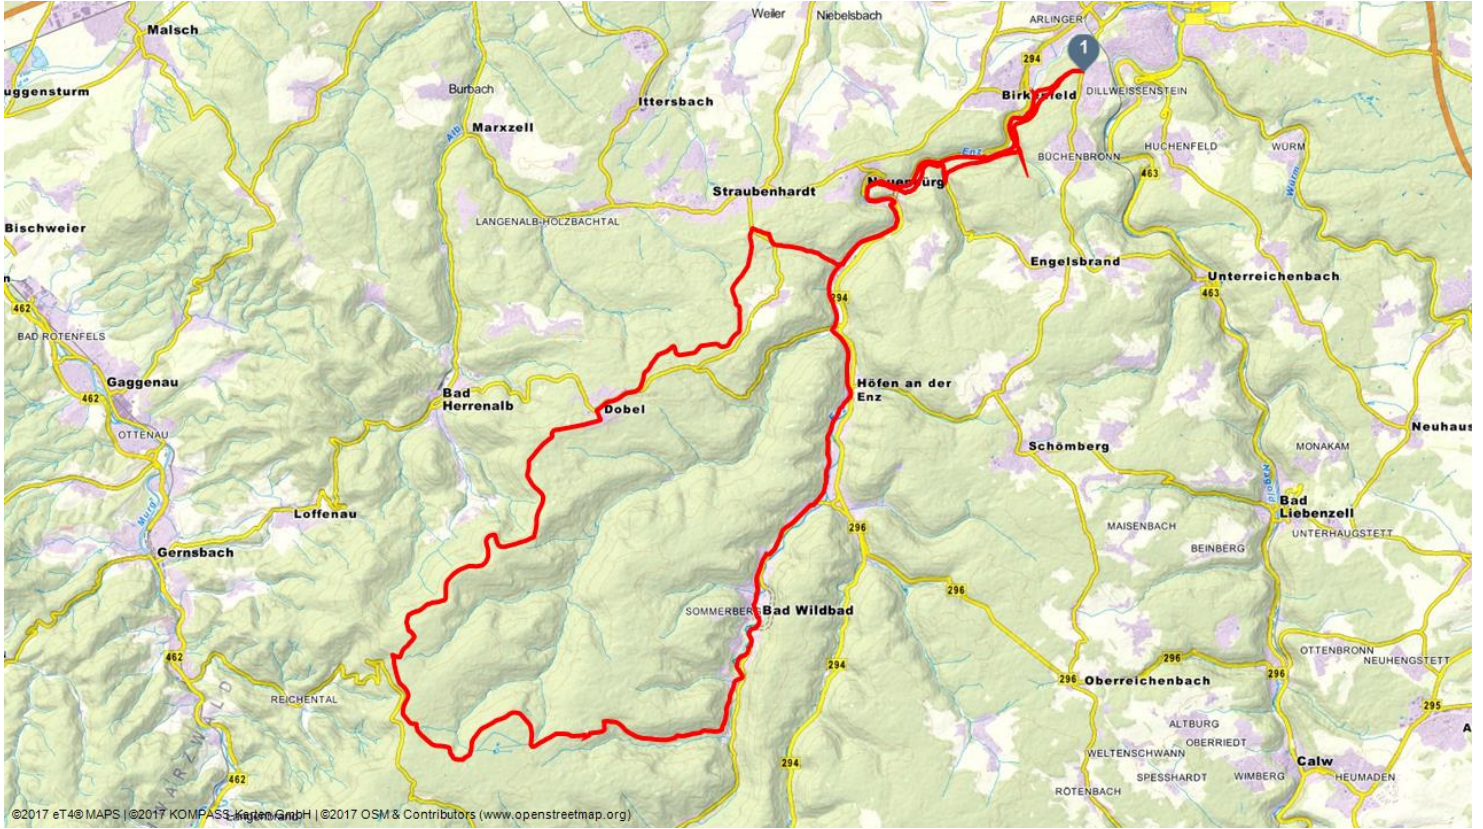 Weiler
Niebelsbach
ARLINGER
Malsch
294
1
uggensturm
Burbach
Ittersbach
DILLWEISSENSTEIN
Marxzell
Alb
Enz
BÜCHENBRONN
HUCHENFELD
WURM
463
Würm
Straubenhardt
LANGENALB-HOLZBACHTAL
Bischweier
Engelsbrand
Unterreichenbach
n
462
294
463
BAD ROTENFELS
Gaggenau
462
Bad
Herrenalb
Dobel
Höfen an der
Enz
OTTENAU
Neuhaus
Schömberg
MONAKAM
Murg
Nagold
Loffenau
Bad
Liebenzell
296
MAISENBACH
UNTERHAUGSTETT
Gernsbach
BEINBERG
296
SOMMERBERG
Bad Wildbad
462
294
296
OTTENBRONN
NEUHENGSTETT
296
Oberreichenbach
296
REICHENTAL
295
ALTBURG
OBERRIEDT
A
WELTENSCHWANN
294
Calw
462
SPESSHARDT
WIMBERG
HEUMADEN
RÖTENBACH
©2017 eT4® MAPS | ©2017 KOMPASS-Karten GmbH | ©2017 OSM & Contributors (www.openstreetmap.org)